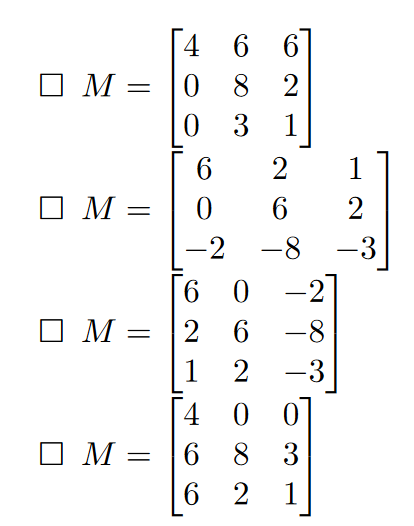 ☐ M = [4 6 6
0 8 2
0 3 1]
☐ M = [6 2 1
0 6 2
−2 −8 −3]
☐ M = [6 0 −2
2 6 −8
1 2 −3]
☐ M = [4 0 0
6 8 3
6 2 1]